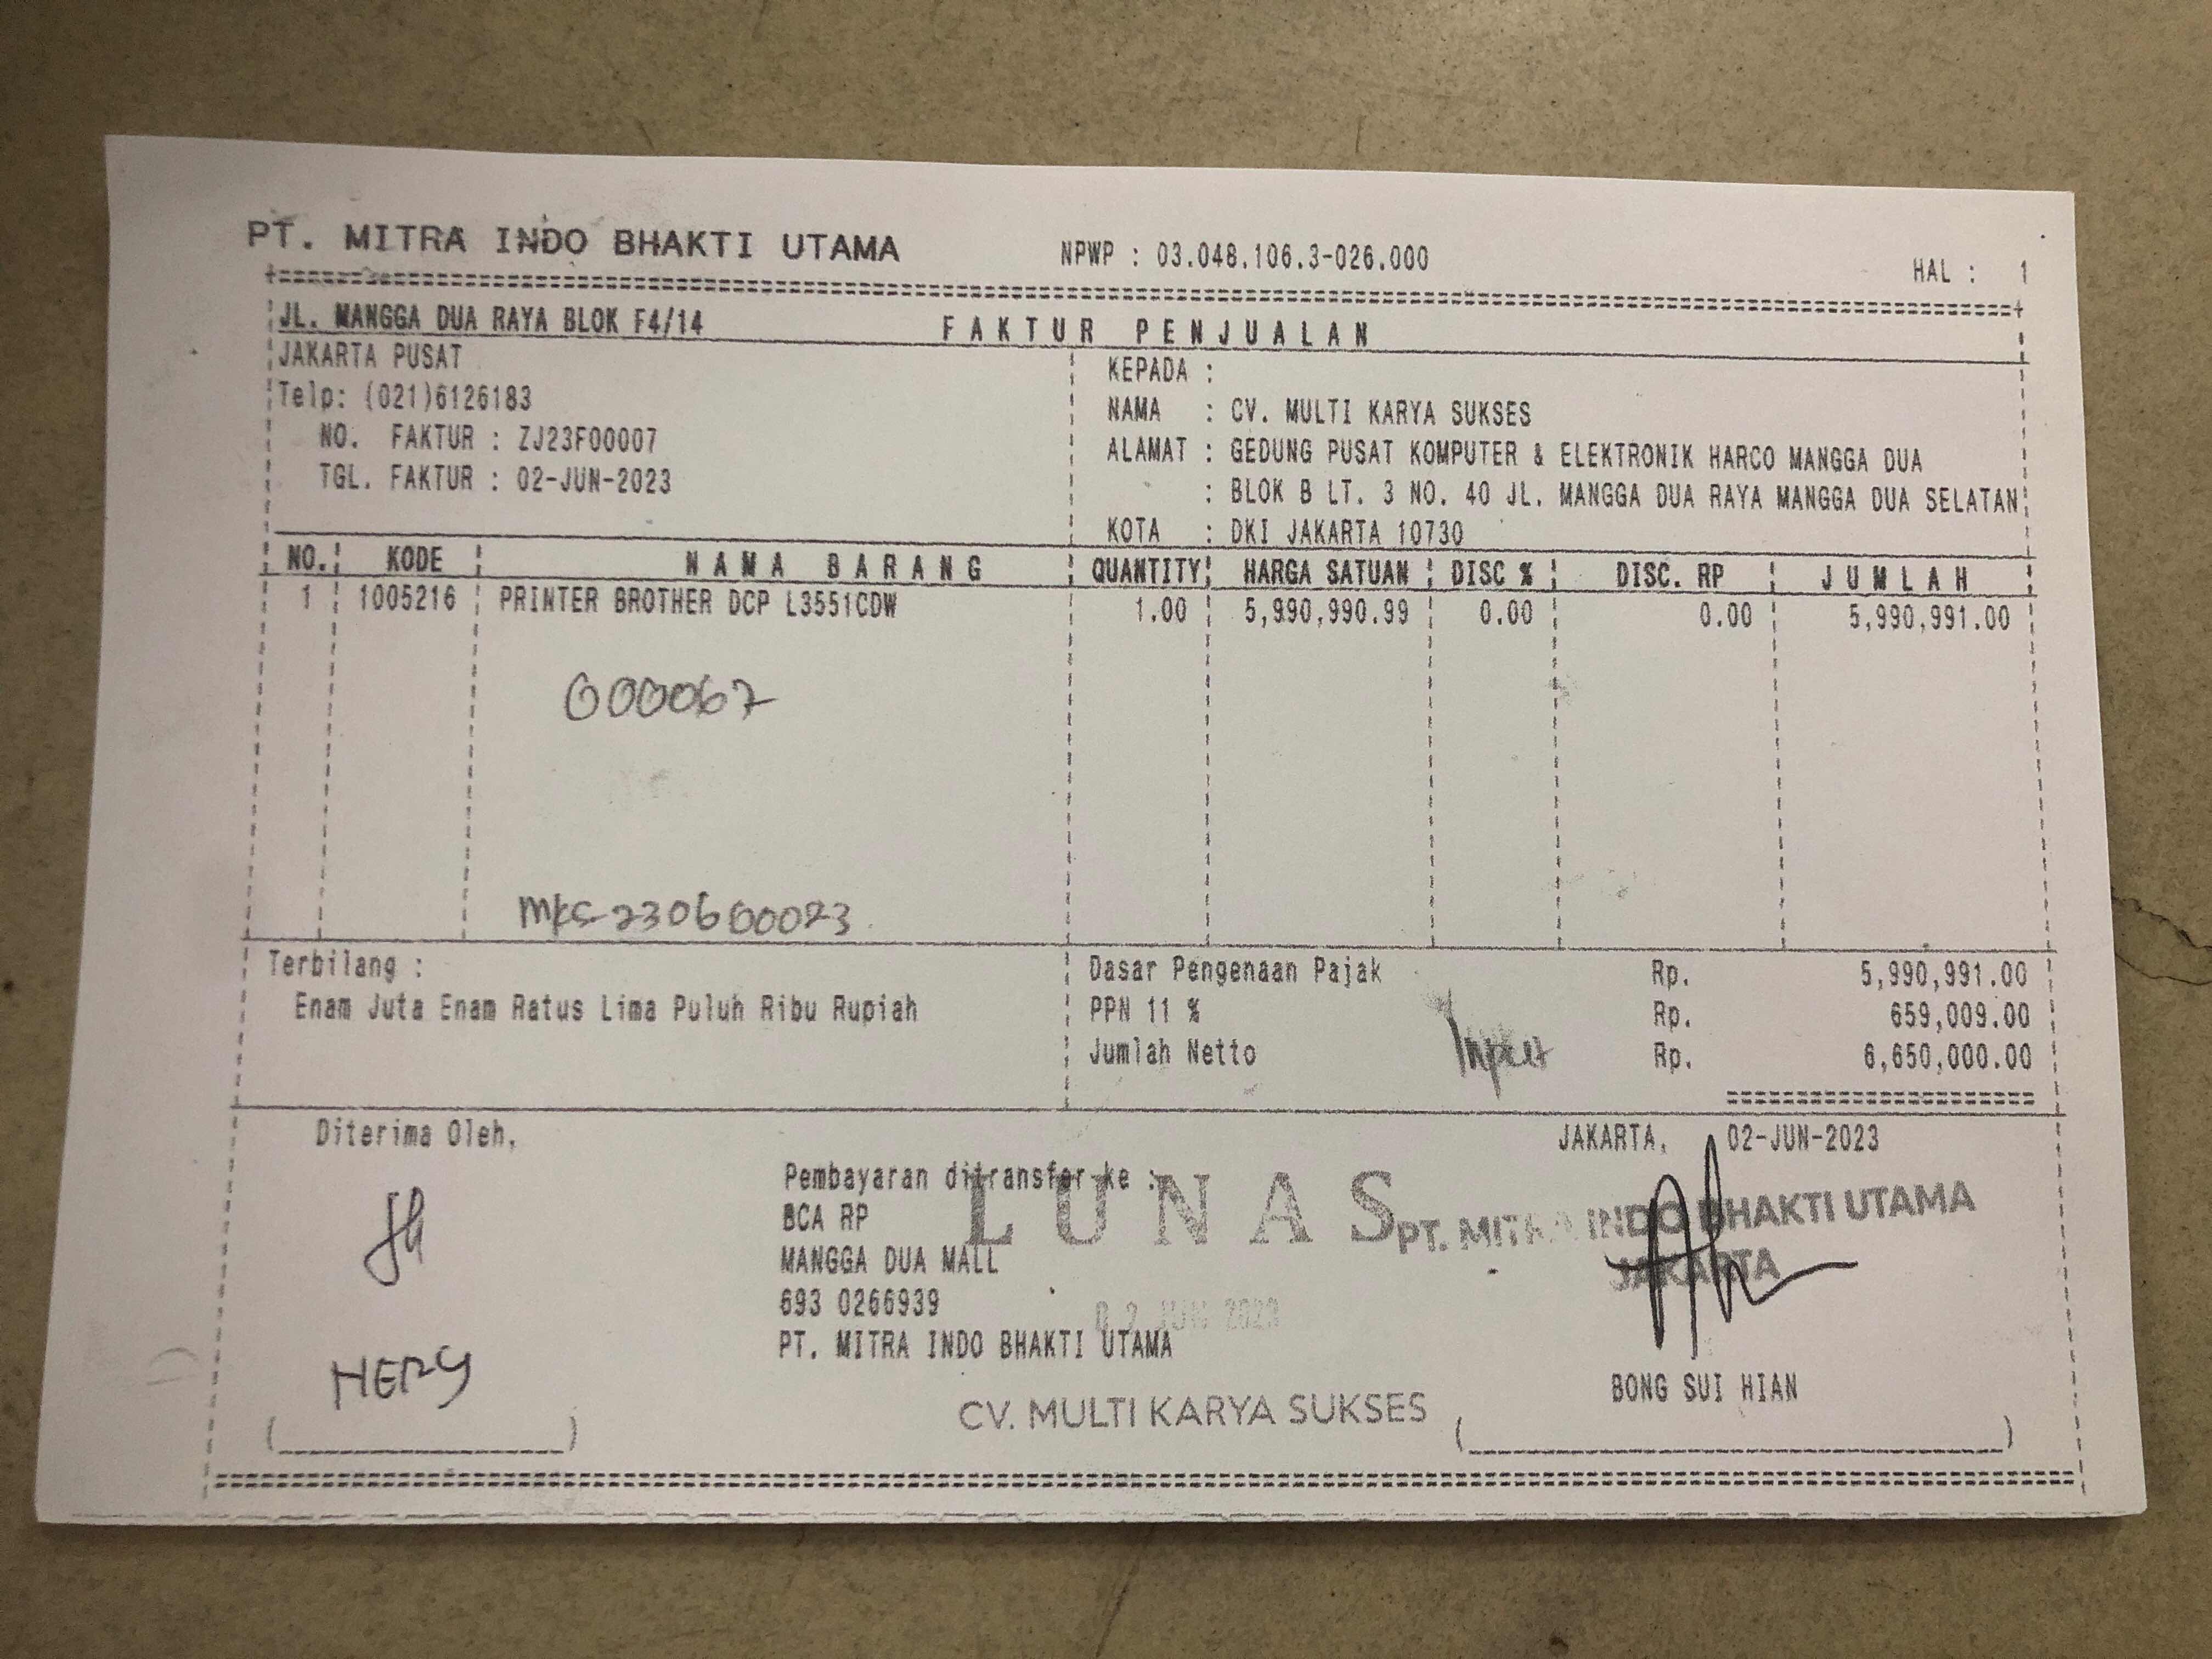 PT. MITRA INDO BHAKTI UTAMA NPWP : 03.048.106.3-026.000 HAL : 1
JL. MANGGA DUA RAYA BLOK F4/14 FAKTUR PENJUALAN
JAKARTA PUSAT
Telp: (021)6126183
NO. FAKTUR : ZJ23F00007
TGL. FAKTUR : 02-JUN-2023
KEPADA :
NAMA : CV. MULTI KARYA SUKSES
ALAMAT : GEDUNG PUSAT KOMPUTER & ELEKTRONIK HARCO MANGGA DUA
: BLOK B LT. 3 NO. 40 JL. MANGGA DUA RAYA MANGGA DUA SELATAN
KOTA : DKI JAKARTA 10730
NO. KODE NAMA BARANG QUANTITY HARGA SATUAN DISC % DISC. RP JUMLAH
1 1005216 PRINTER BROTHER DCP L3551CDW 1.00 5,990,990.99 0.00 0.00 5,990,991.00
000067
MKS-230600023
Terbilang :
Enam Juta Enam Ratus Lima Puluh Ribu Rupiah
Dasar Pengenaan Pajak Rp. 5,990,991.00
PPN 11 % Rp. 659,009.00
Jumlah Netto Rp. 6,650,000.00
Input
Diterima Oleh,
HERY
Pembayaran ditransfer ke :
BCA RP
MANGGA DUA MALL
693 0266939
PT. MITRA INDO BHAKTI UTAMA
LUNAS
02 JUN 2023
CV. MULTI KARYA SUKSES
JAKARTA, 02-JUN-2023
PT. MITRA INDO BHAKTI UTAMA
JAKARTA
BONG SUI HIAN